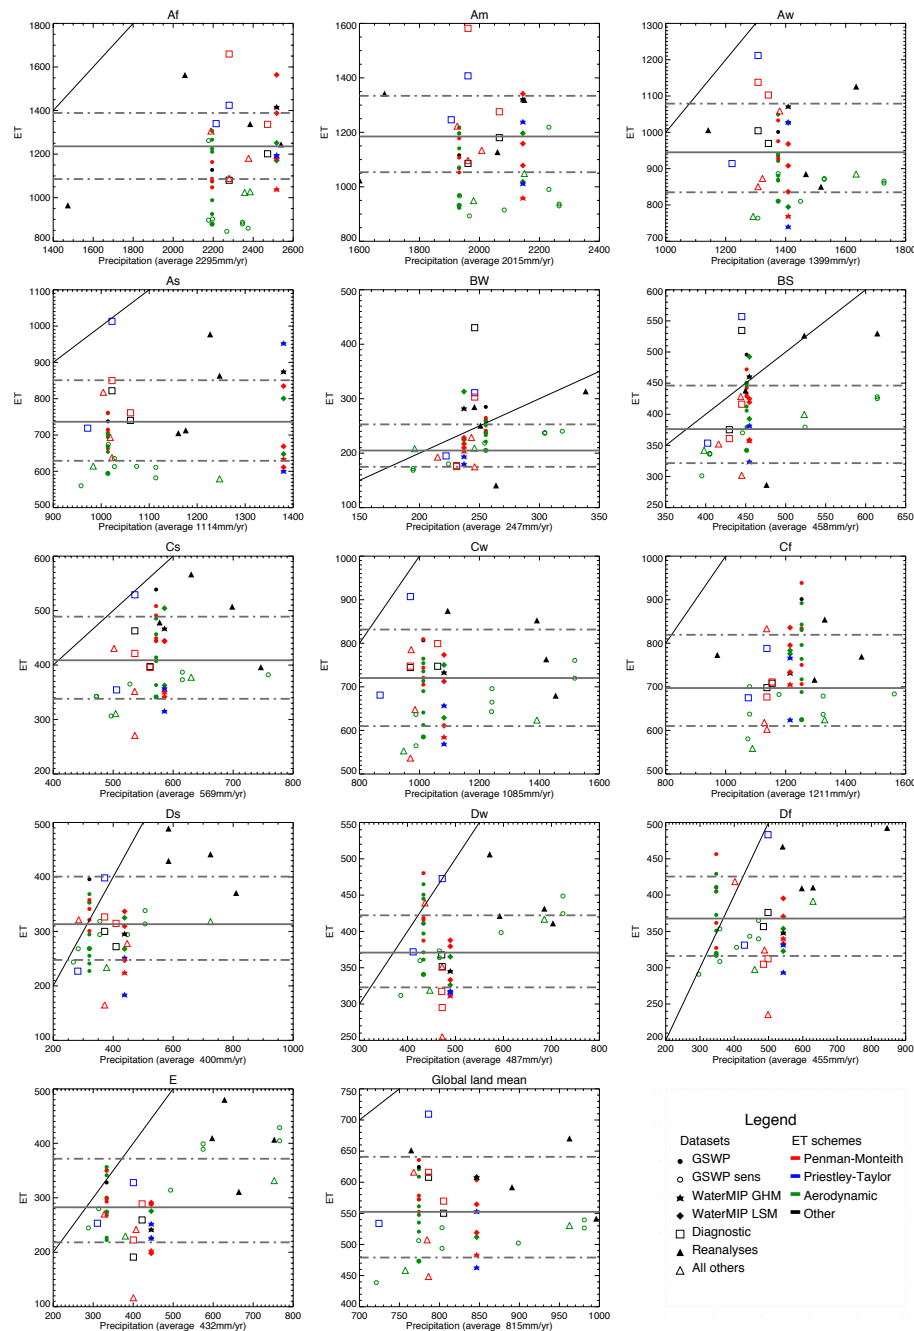 Af
1800
1600
1400
1200
1000
800
ET
1400 1600 1800 2000 2200 2400 2600
Precipitation (average 2295mm/yr)
Am
1600
1400
1200
1000
800
ET
1600 1800 2000 2200 2400
Precipitation (average 2015mm/yr)
Aw
1300
1200
1100
1000
900
800
700
ET
1000 1200 1400 1600 1800
Precipitation (average 1399mm/yr)
As
1100
1000
900
800
700
600
500
ET
900 1000 1100 1200 1300 1400
Precipitation (average 1114mm/yr)
BW
500
400
300
200
100
ET
150 200 250 300 350
Precipitation (average 247mm/yr)
BS
600
550
500
450
400
350
300
250
ET
350 400 450 500 550 600 650
Precipitation (average 458mm/yr)
Cs
600
500
400
300
200
ET
400 500 600 700 800
Precipitation (average 569mm/yr)
Cw
1000
900
800
700
600
500
ET
800 1000 1200 1400 1600
Precipitation (average 1085mm/yr)
Cf
1000
900
800
700
600
500
ET
800 1000 1200 1400 1600
Precipitation (average 1211mm/yr)
Ds
500
400
300
200
100
ET
200 400 600 800 1000
Precipitation (average 400mm/yr)
Dw
550
500
450
400
350
300
250
ET
300 400 500 600 700 800
Precipitation (average 487mm/yr)
Df
500
450
400
350
300
250
200
ET
200 300 400 500 600 700 800 900
Precipitation (average 455mm/yr)
E
500
400
300
200
100
ET
200 300 400 500 600 700 800
Precipitation (average 432mm/yr)
Global land mean
750
700
650
600
550
500
450
400
ET
700 750 800 850 900 950 1000
Precipitation (average 815mm/yr)
Legend
Datasets ET schemes
GSWP Penman-Monteith
GSWP sens Priestley-Taylor
WaterMIP GHM Aerodynamic
WaterMIP LSM Other
Diagnostic
Reanalyses
All others